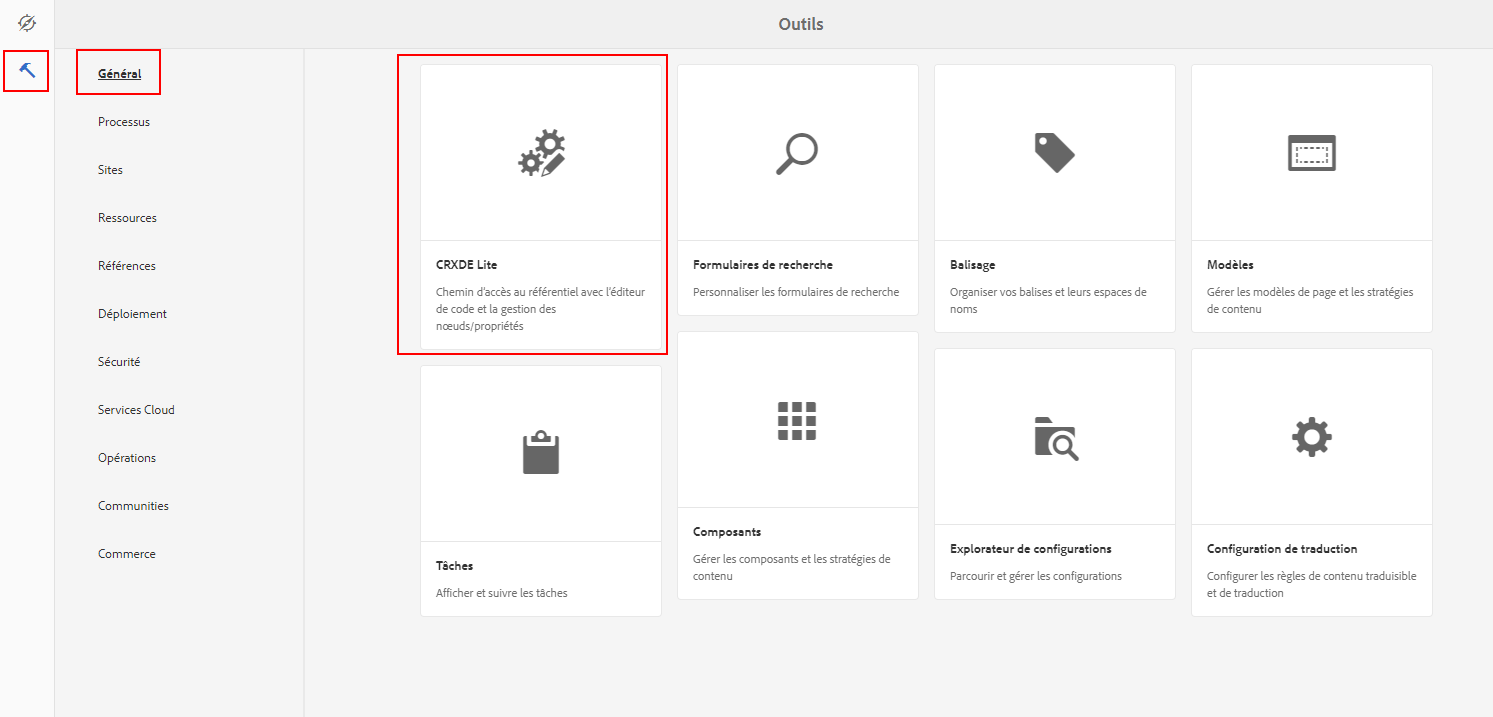 Outils
Général
Processus
Sites
Ressources
Références
Déploiement
Sécurité
Services Cloud
Opérations
Communities
Commerce
CRXDE Lite
Chemin d'accès au référentiel avec l'éditeur
de code et la gestion des
nœuds/propriétés
Formulaires de recherche
Personnaliser les formulaires de recherche
Balisage
Organiser vos balises et leurs espaces de
noms
Modèles
Gérer les modèles de page et les stratégies
de contenu
Tâches
Afficher et suivre les tâches
Composants
Gérer les composants et les stratégies de
contenu
Explorateur de configurations
Parcourir et gérer les configurations
Configuration de traduction
Configurer les règles de contenu traduisible
et de traduction